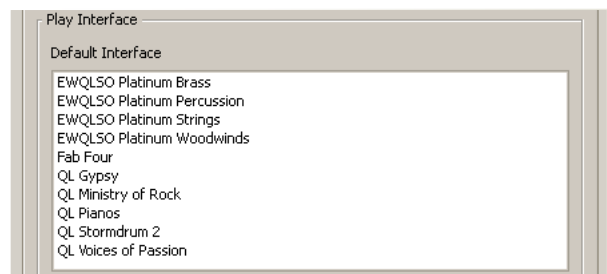 Play Interface
Default Interface
EWQLSO Platinum Brass
EWQLSO Platinum Percussion
EWQLSO Platinum Strings
EWQLSO Platinum Woodwinds
Fab Four
QL Gypsy
QL Ministry of Rock
QL Pianos
QL Stormdrum 2
QL Voices of Passion